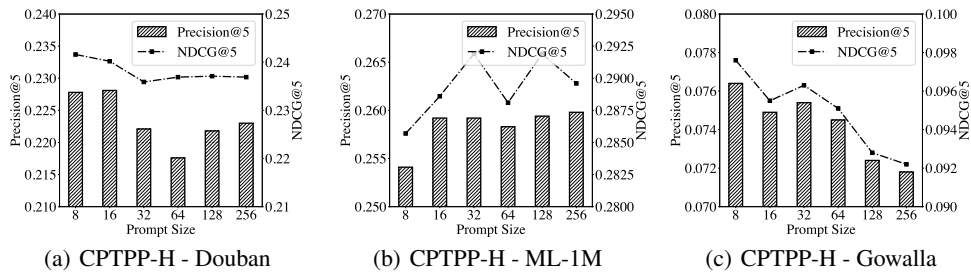 0.240
0.235
0.230
0.225
0.220
0.215
0.210
Precision@5
0.25
0.24
0.23
0.22
0.21
NDCG@5
Precision@5
NDCG@5
8 16 32 64 128 256
Prompt Size
(a) CPTPP-H - Douban
0.270
0.265
0.260
0.255
0.250
Precision@5
0.2950
0.2925
0.2900
0.2875
0.2850
0.2825
0.2800
NDCG@5
Precision@5
NDCG@5
8 16 32 64 128 256
Prompt Size
(b) CPTPP-H - ML-1M
0.080
0.078
0.076
0.074
0.072
0.070
Precision@5
0.100
0.098
0.096
0.094
0.092
0.090
NDCG@5
Precision@5
NDCG@5
8 16 32 64 128 256
Prompt Size
(c) CPTPP-H - Gowalla